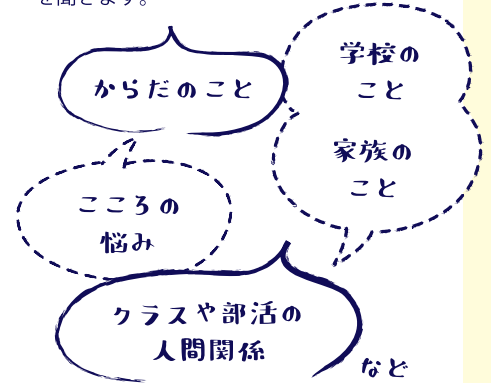 を聞きます。
学校の
こと
からだのこと
家族の
こと
こころの
悩み
クラスや部活の
人間関係
など